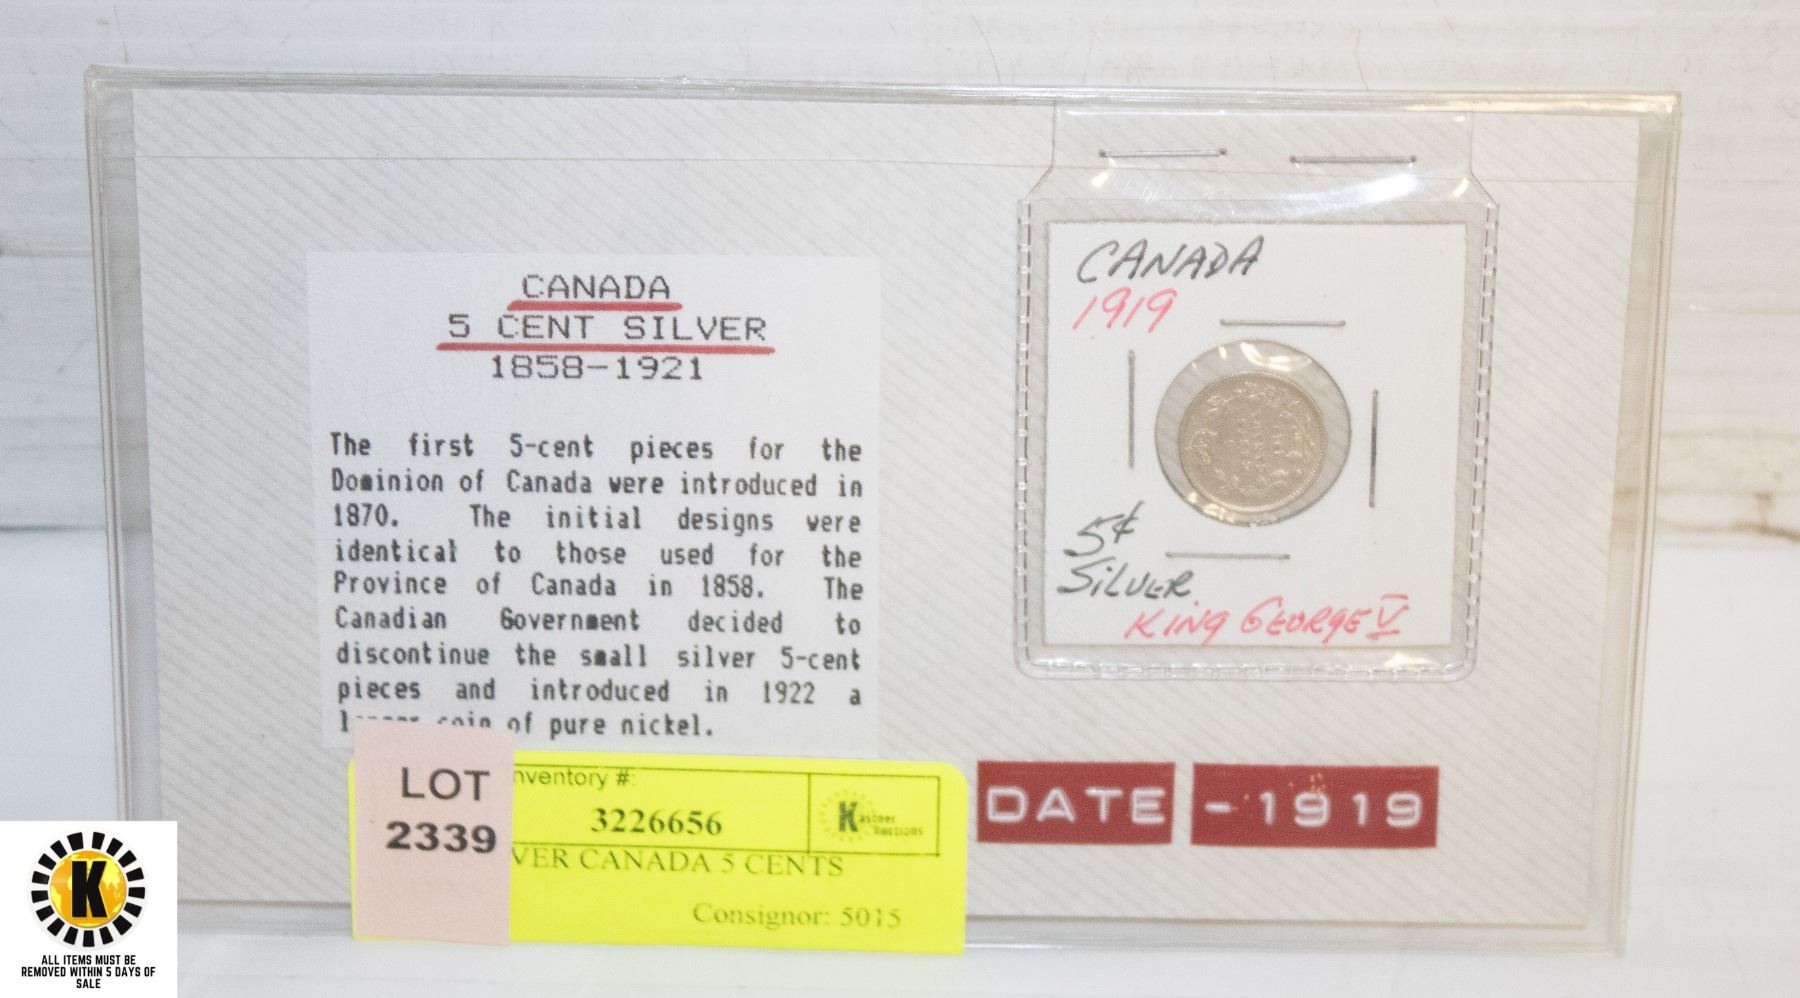 CANADA
5 CENT SILVER
1858-1921
The first 5-cent pieces for the
Dominion of Canada were introduced in
1870. The initial designs were
identical to those used for the
Province of Canada in 1858. The
Canadian Government decided to
discontinue the small silver 5-cent
pieces and introduced in 1922 a
coin of pure nickel.
CANADA
1919
5¢
SILVER
KING GEORGE V
DATE - 1919
LOT
2339
nventory #:
3226656
Kastner
Auctions
VER CANADA 5 CENTS
Consignor: 5015
K
ALL ITEMS MUST BE
REMOVED WITHIN 5 DAYS OF
SALE